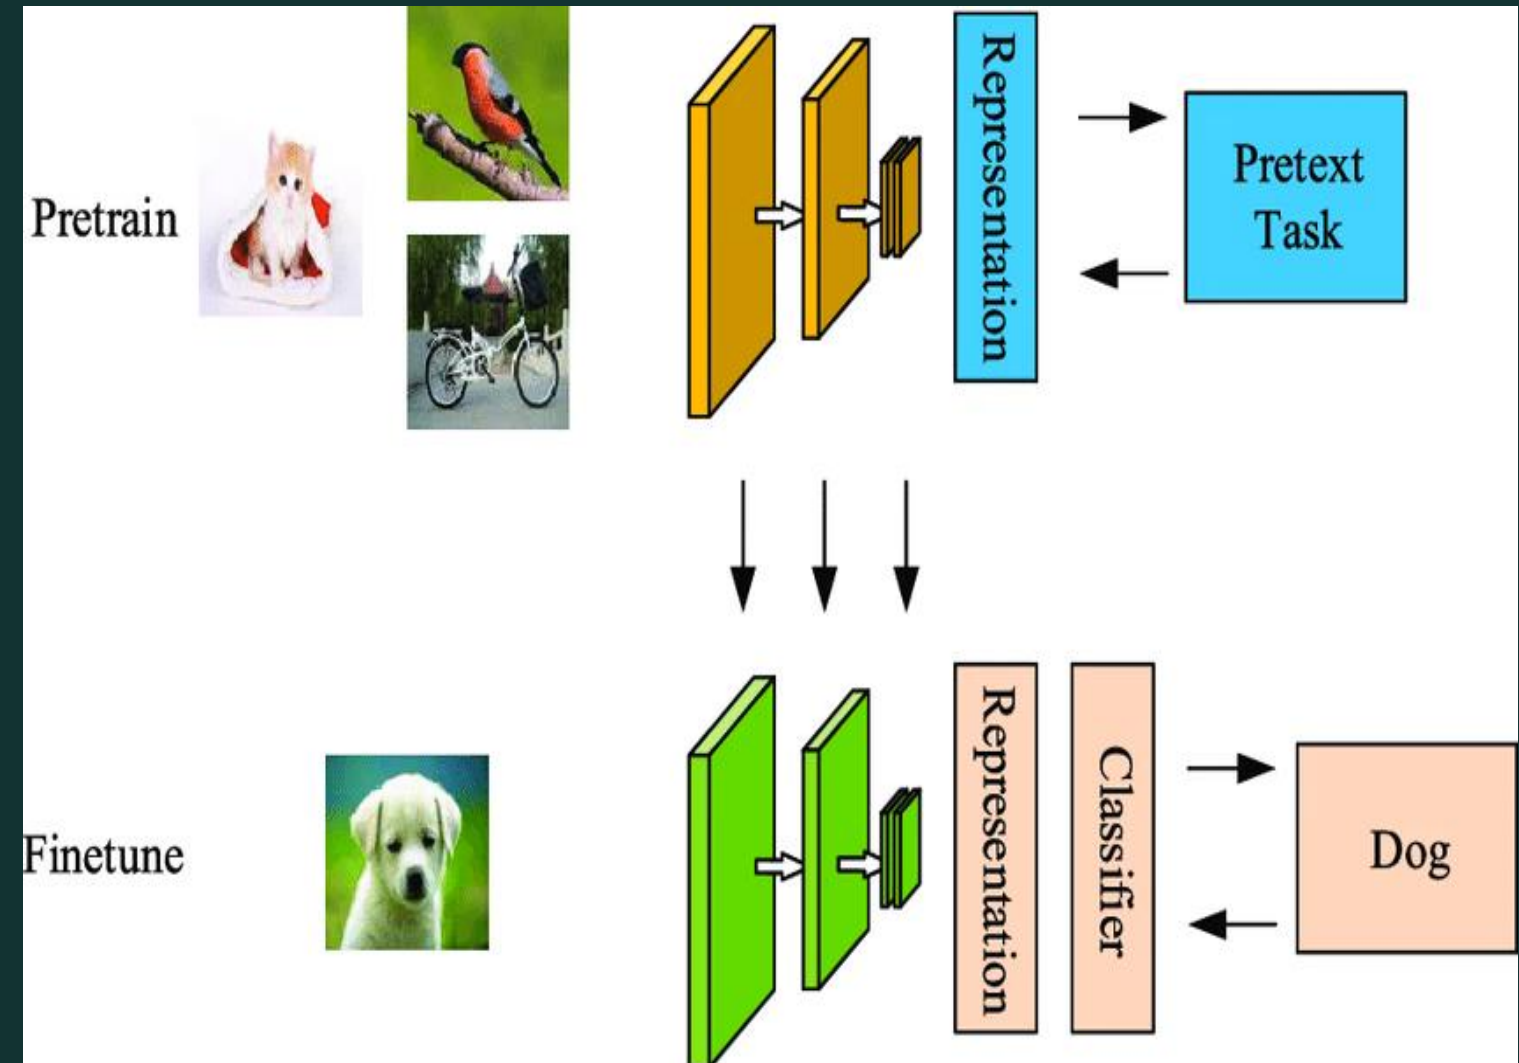 Pretrain
Representation
Pretext
Task
Finetune
Representation
Classifier
Dog